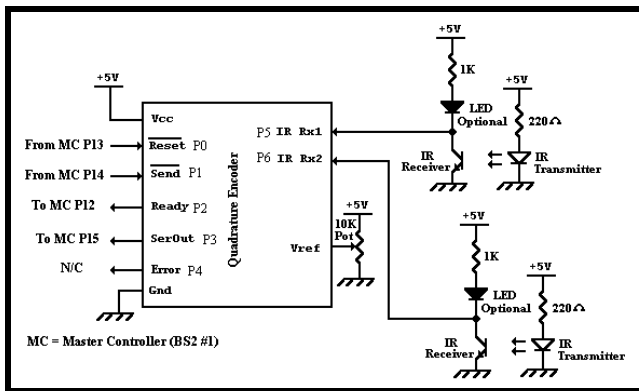 +5V
1K
+5V
+5V
LED
Optional
220Ω
Vcc
From MC P13
Reset P0
P5 IR Rx1
From MC P14
Send P1
P6 IR Rx2
IR
Receiver
IR
Transmitter
To MC P12
Ready P2
Quadrature Encoder
+5V
10K
Pot
+5V
To MC P15
SerOut P3
Vref
1K
+5V
N/C
Error P4
Gnd
LED
Optional
220Ω
MC = Master Controller (BS2 #1)
IR
Receiver
IR
Transmitter